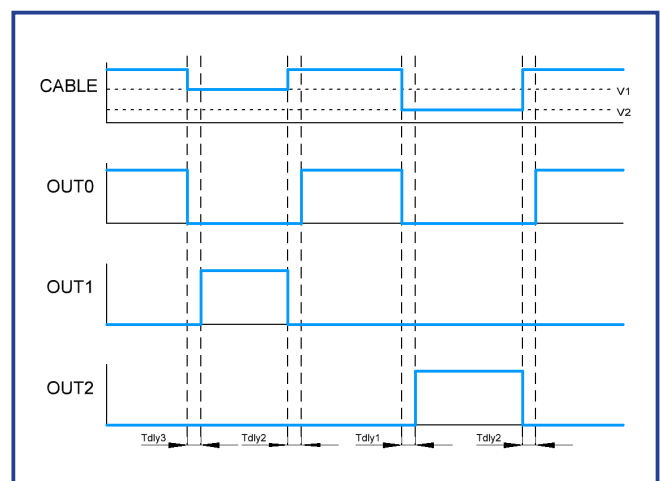 CABLE
V1
V2
OUT0
OUT1
OUT2
Tdly3 Tdly2 Tdly1 Tdly2